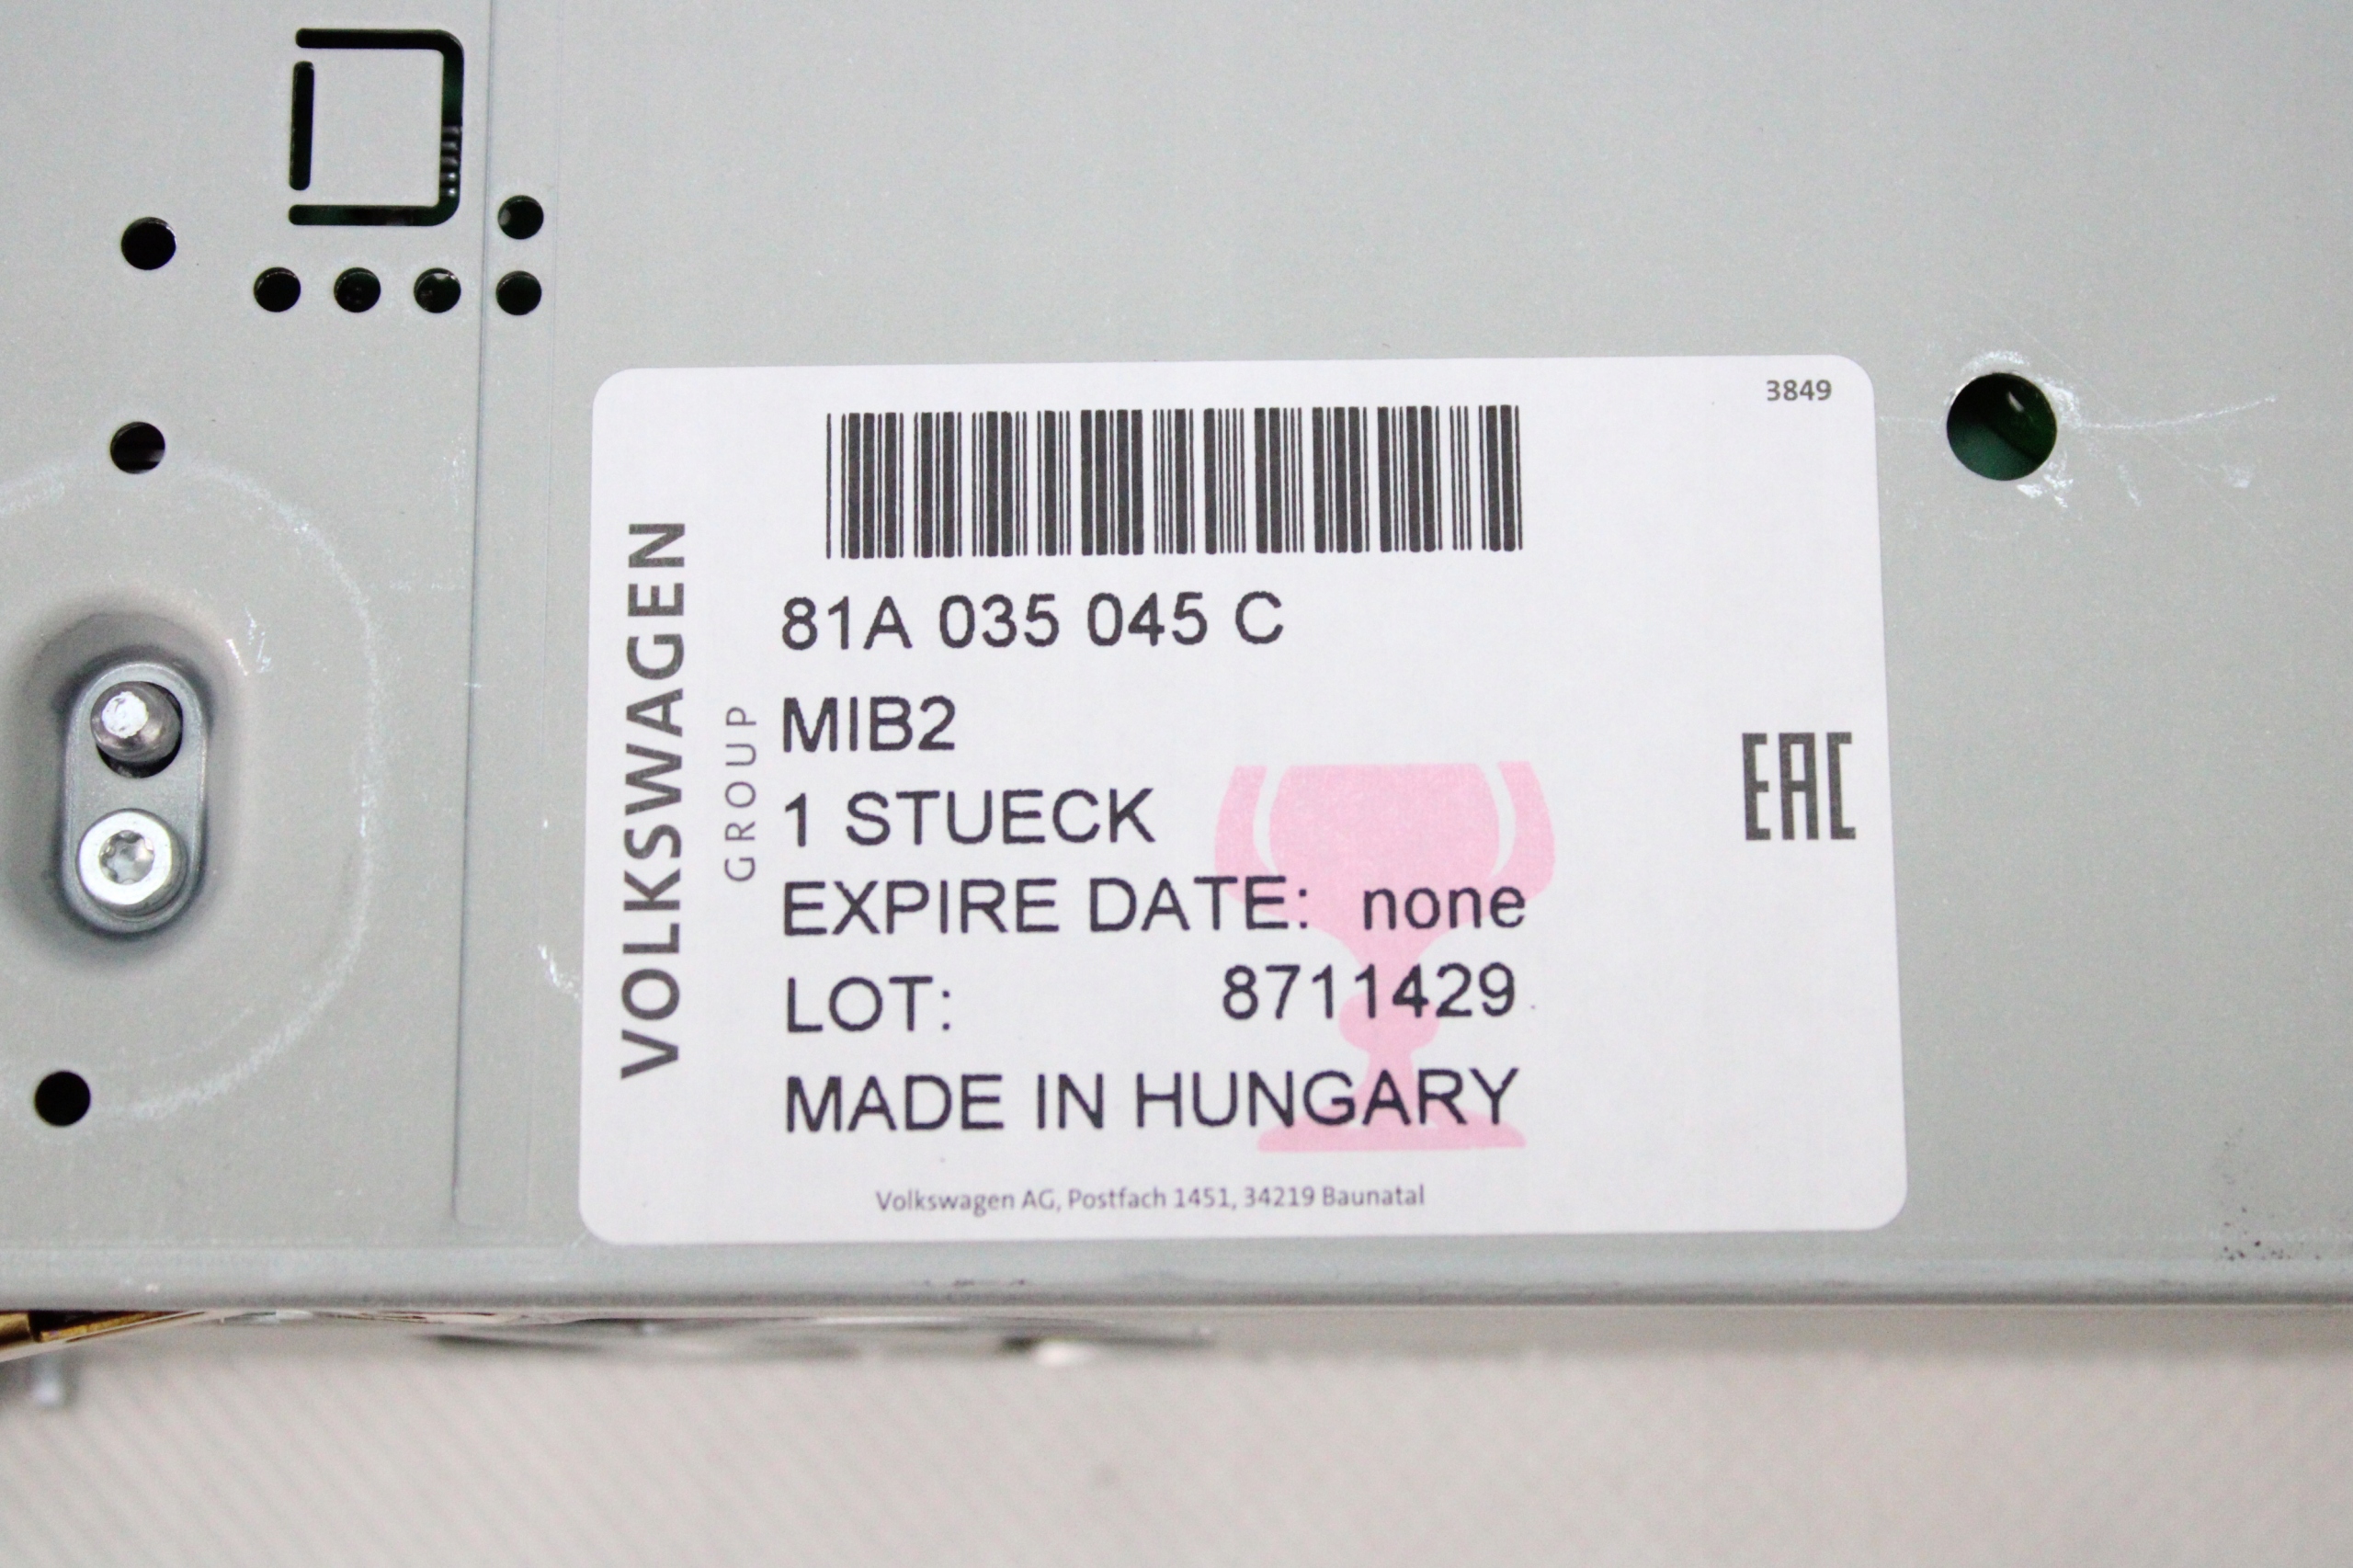 3849
VOLKSWAGEN
GROUP
81A 035 045 C
MIB2
1 STUECK
EXPIRE DATE: none
LOT: 8711429
MADE IN HUNGARY
EAC
Volkswagen AG, Postfach 1451, 34219 Baunatal